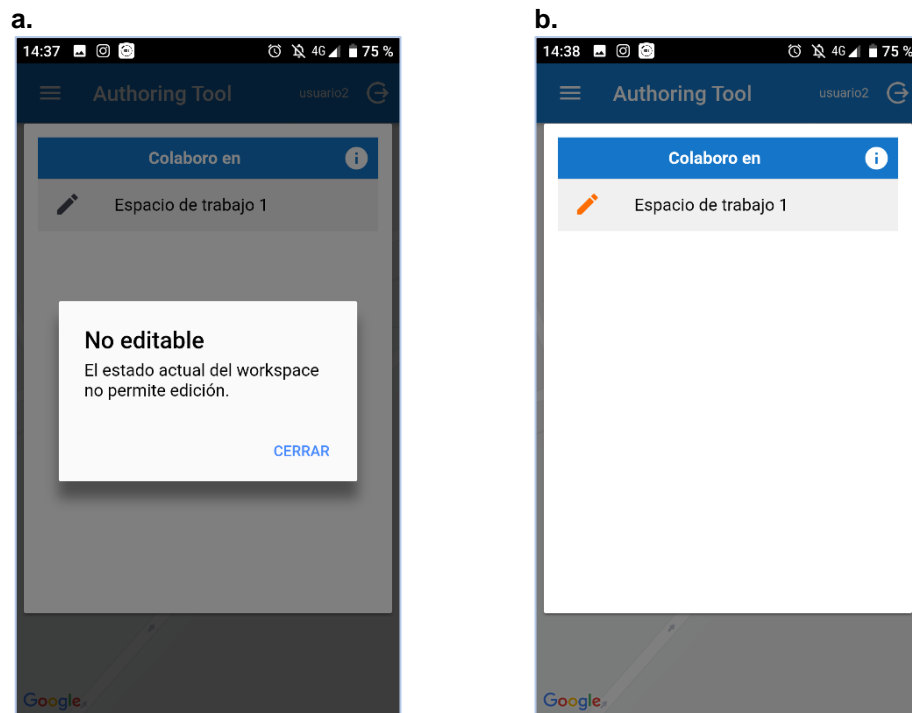 a.
14:37 4G 75 %
Authoring Tool usuario2
Colaboro en
Espacio de trabajo 1
No editable
El estado actual del workspace
no permite edición.
CERRAR
Google
b.
14:38 4G 75 %
Authoring Tool usuario2
Colaboro en
Espacio de trabajo 1
Google